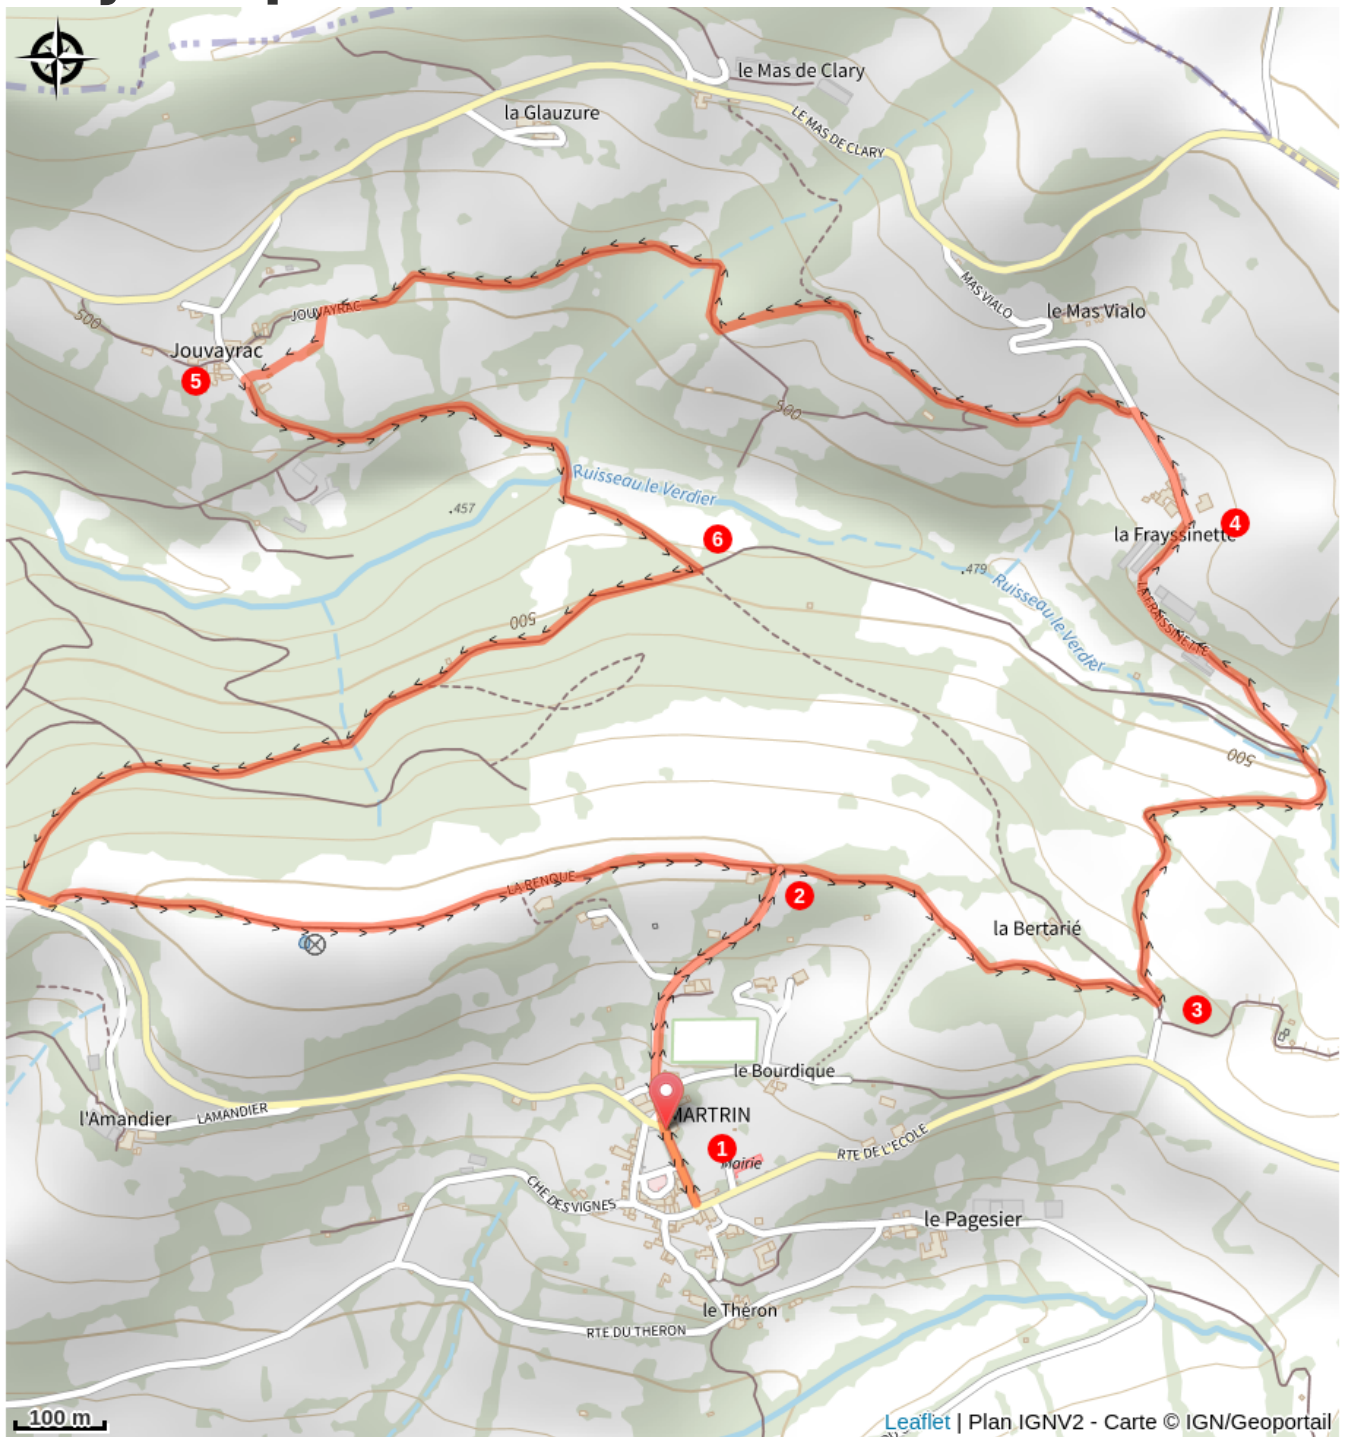 le Mas de Clary
la Glauzure
LE MAS DE CLARY
MAS VIALO
le Mas Vialo
JOUVAYRAC
500
Jouvayrac
5
500
Ruisseau le Verdier
.457
6
4
la Frayssinette
.479
Ruisseau le Verdier
LA FRAISSINETTE
500
500
LA BENQUE
2
la Bertarié
3
le Bourdique
MARTRIN
l'Amandier
LAMANDIER
1
Mairie
RTE DE L'ECOLE
CHE DES VIGNES
le Pagesier
le Théron
RTE DU THERON
100 m
Leaflet | Plan IGNV2 - Carte © IGN/Geoportail